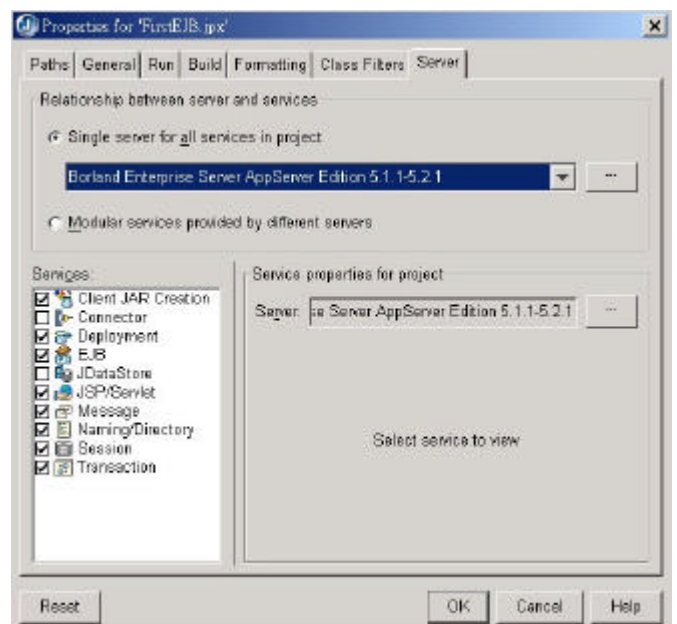 Properties for 'FirstEJB.jpx'
Paths General Run Build Formatting Class Filters Server
Relationship between server and services
Single server for all services in project
Borland Enterprise Server AppServer Edition 5.1.1-5.2.1 ...
Modular services provided by different servers
Services:
Client JAR Creation
Connector
Deployment
EJB
JDataStore
JSP/Servlet
Message
Naming/Directory
Session
Transaction
Service properties for project
Server: se Server AppServer Edition 5.1.1-5.2.1 ...
Select service to view
Reset OK Cancel Help